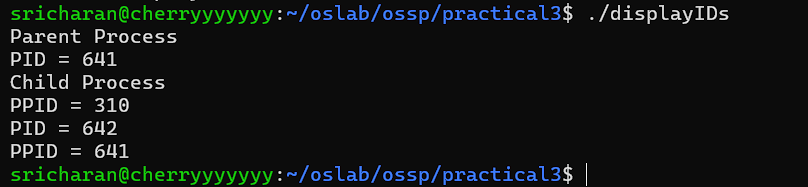 sricharan@cherryyyyyyy:~/oslab/ossp/practical3$ ./displayIDs
Parent Process
PID = 641
Child Process
PPID = 310
PID = 642
PPID = 641
sricharan@cherryyyyyyy:~/oslab/ossp/practical3$